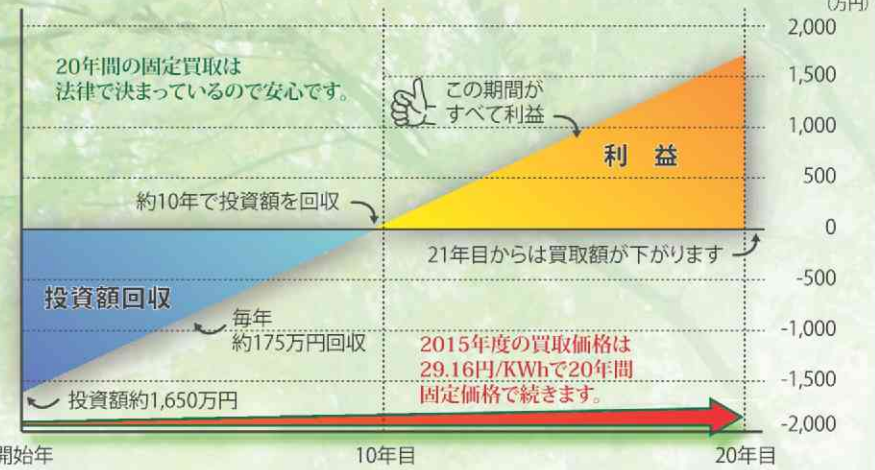 (万円)
2,000
20年間の固定買取は
法律で決まっているので安心です。
1,500
この期間が
すべて利益
1,000
利 益
500
約10年で投資額を回収
0
21年目からは買取額が下がります
-500
投資額回収
毎年
約175万円回収
-1,000
2015年度の買取価格は
29.16円/KWhで20年間
固定価格で続きます。
-1,500
投資額約1,650万円
-2,000
開始年
10年目
20年目